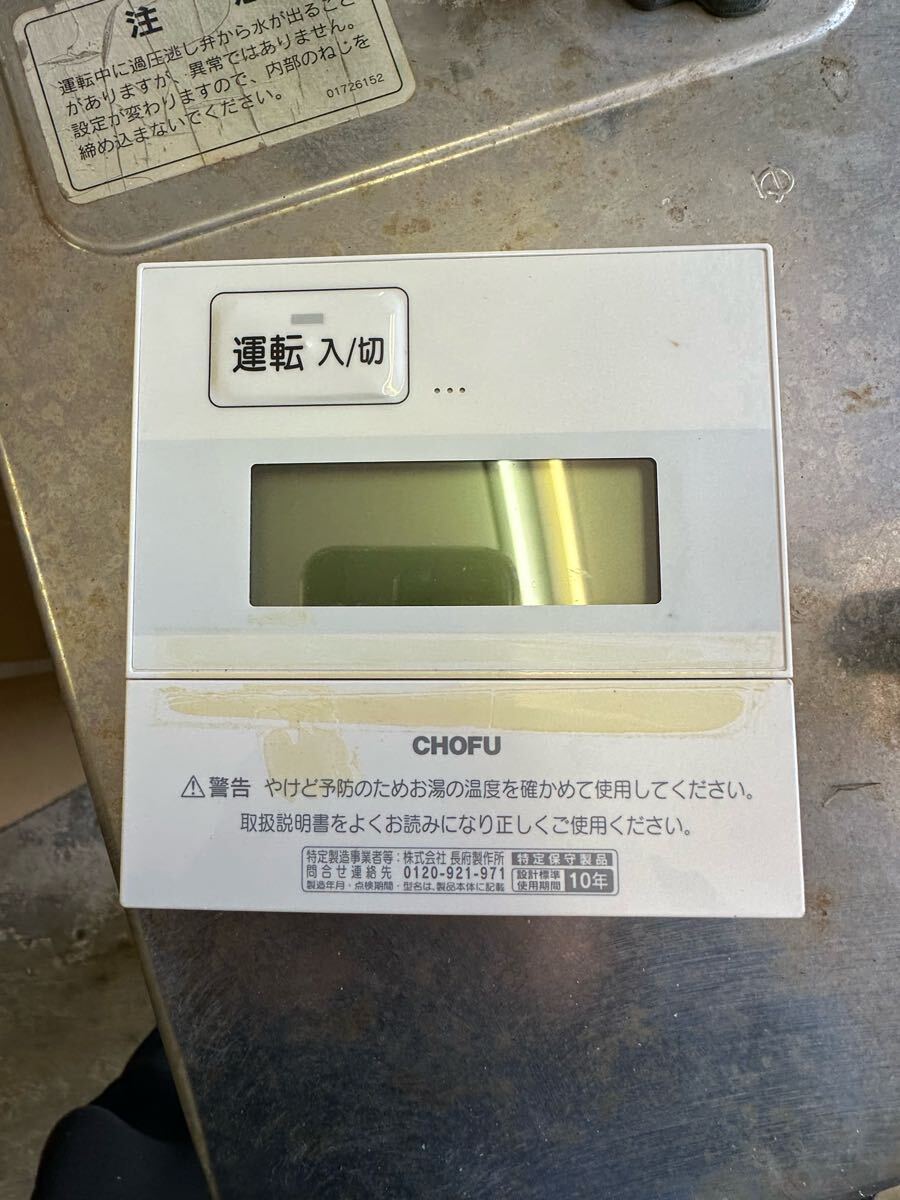 注
運転中に過圧逃し弁から水が出ること
がありますが、異常ではありません。
設定が変わりますので、内部のねじを
締め込まないでください。
01726152
運転 入/切
CHOFU
⚠警告 やけど予防のためお湯の温度を確かめて使用してください。
取扱説明書をよくお読みになり正しくご使用ください。
特定製造事業者等:株式会社 長府製作所
問合せ連絡先 0120-921-971
製造年月・点検期間・型名は、製品本体に記載
特定保守製品
設計標準
使用期間 10年